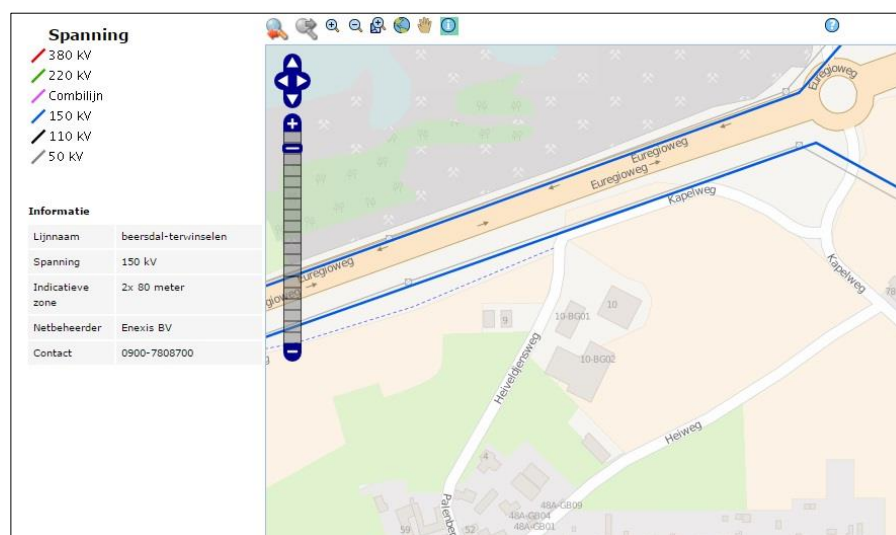 Spanning
380 kV
220 kV
Combilijn
150 kV
110 kV
50 kV
Informatie
Lijnnaam beersdal-terwinselen
Spanning 150 kV
Indicatieve zone 2x 80 meter
Netbeheerder Enexis BV
Contact 0900-7808700
Euregioweg
Euregioweg
Euregioweg
Euregioweg
Euregioweg
Kapelweg
Kapelweg
78
10
10-BG01
9
10-BG02
Heiveldjensweg
Heiweg
4
48A-GB09
48A-GB04
48A-GB01
59
52